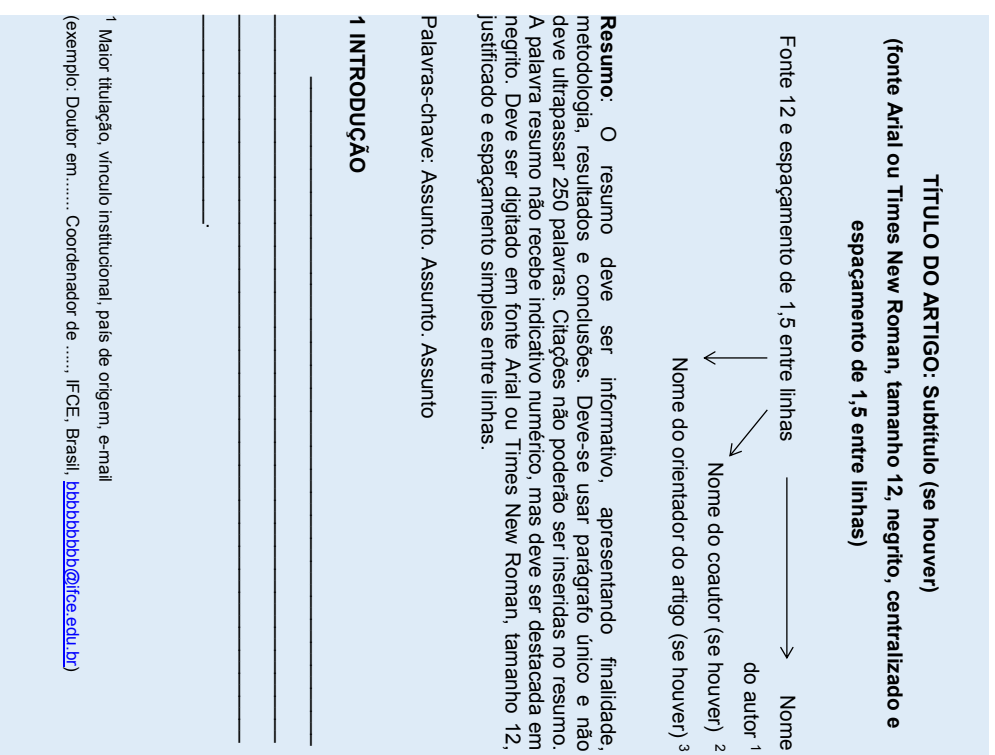 TÍTULO DO ARTIGO: Subtítulo (se houver)
(fonte Arial ou Times New Roman, tamanho 12, negrito, centralizado e
espaçamento de 1,5 entre linhas)
Fonte 12 e espaçamento de 1,5 entre linhas
Nome
do autor ¹
Nome do coautor (se houver) ²
Nome do orientador do artigo (se houver) ³
Resumo: O resumo deve ser informativo, apresentando finalidade,
metodologia, resultados e conclusões. Deve-se usar parágrafo único e não
deve ultrapassar 250 palavras. Citações não poderão ser inseridas no resumo.
A palavra resumo não recebe indicativo numérico, mas deve ser destacada em
negrito. Deve ser digitado em fonte Arial ou Times New Roman, tamanho 12,
justificado e espaçamento simples entre linhas.
Palavras-chave: Assunto. Assunto. Assunto
1 INTRODUÇÃO
¹ Maior titulação, vínculo institucional, país de origem, e-mail
(exemplo: Doutor em....... Coordenador de ....., IFCE, Brasil, bbbbbbbbb@ifce.edu.br)